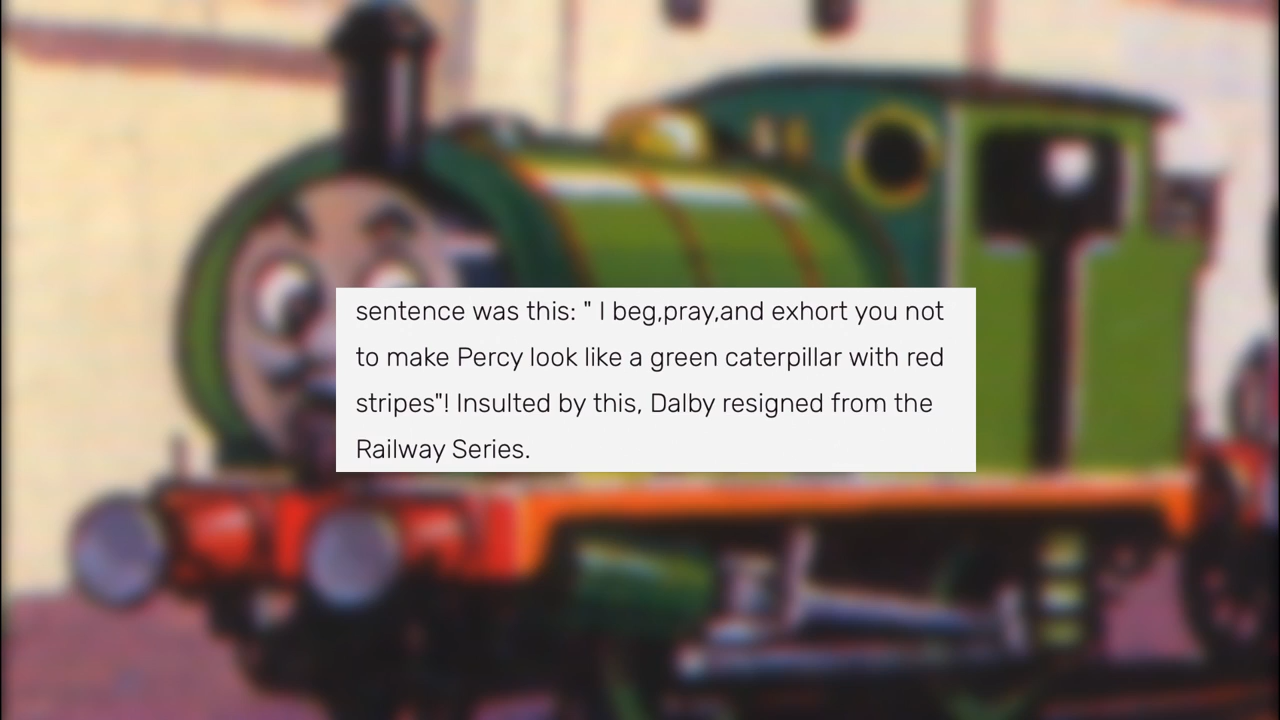 sentence was this: " I beg,pray,and exhort you not
to make Percy look like a green caterpillar with red
stripes"! Insulted by this, Dalby resigned from the
Railway Series.